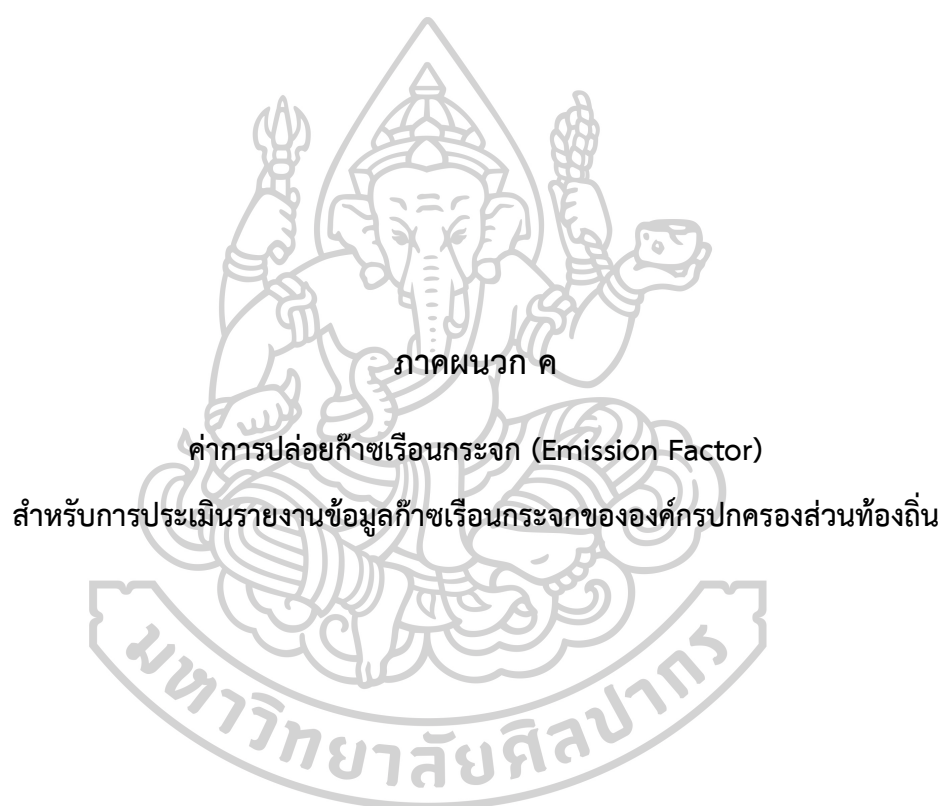 ภาคผนวก ค
ค่าการปล่อยก๊าซเรือนกระจก (Emission Factor)
สำหรับการประเมินรายงานข้อมูลก๊าซเรือนกระจกขององค์กรปกครองส่วนท้องถิ่น
มหาวิทยาลัยศิลปากร